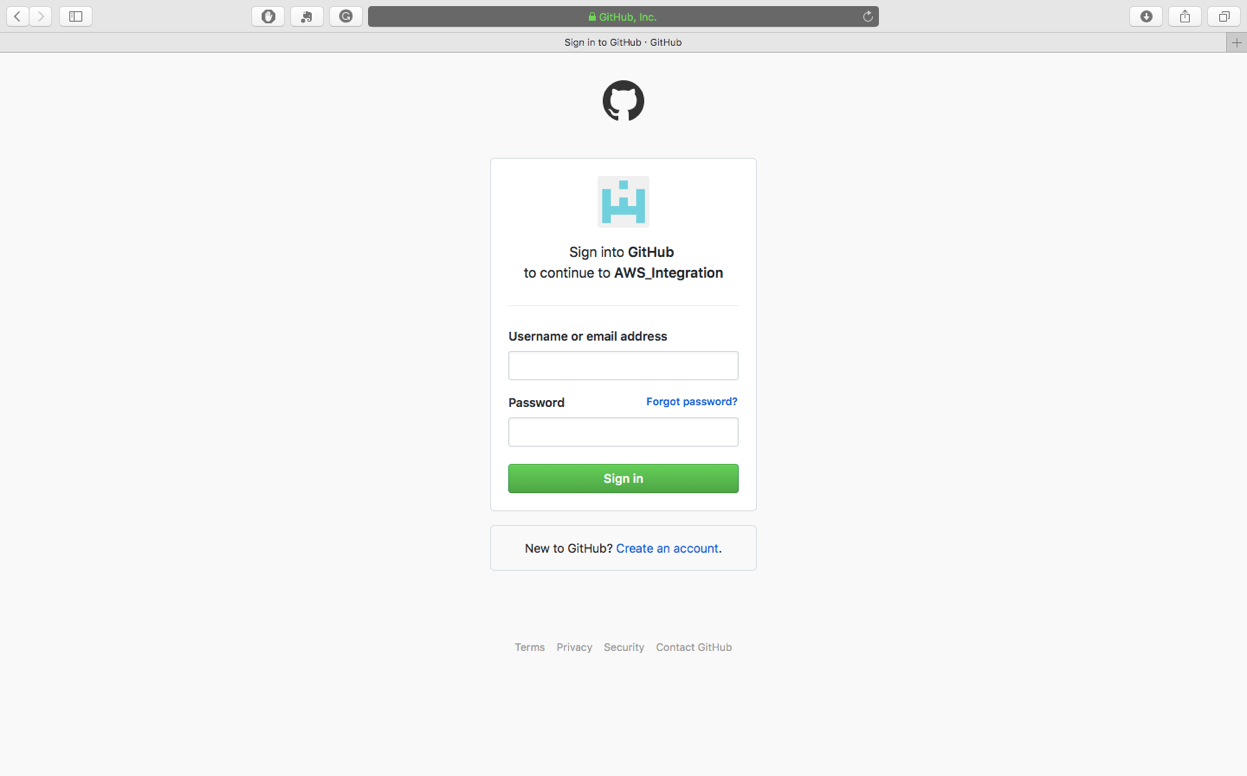 GitHub, Inc.
Sign in to GitHub · GitHub
Sign into GitHub
to continue to AWS_Integration
Username or email address
Password Forgot password?
Sign in
New to GitHub? Create an account.
Terms Privacy Security Contact GitHub